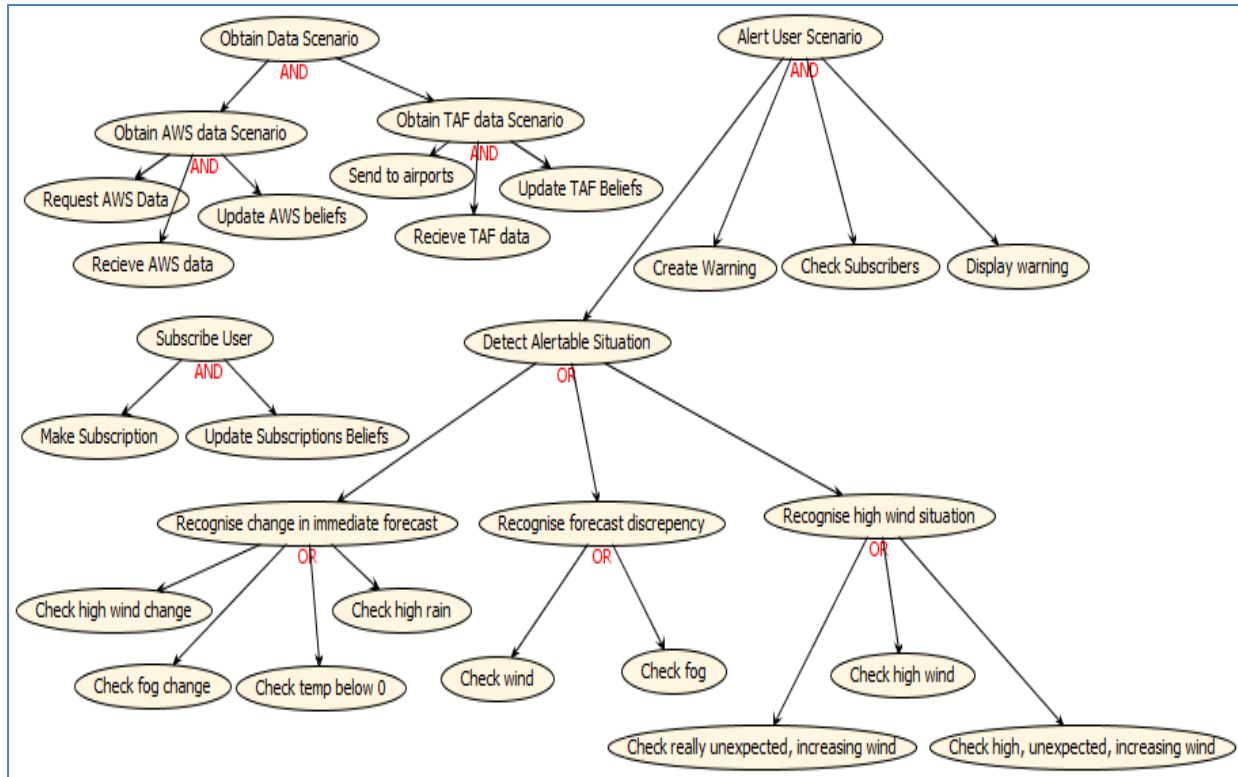 Obtain Data Scenario
AND
Alert User Scenario
AND
Obtain AWS data Scenario
AND
Obtain TAF data Scenario
AND
Request AWS Data
Update AWS beliefs
Recieve AWS data
Send to airports
Update TAF Beliefs
Recieve TAF data
Create Warning
Check Subscribers
Display warning
Subscribe User
AND
Make Subscription
Update Subscriptions Beliefs
Detect Alertable Situation
OR
Recognise change in immediate forecast
OR
Recognise forecast discrepency
OR
Recognise high wind situation
OR
Check high wind change
Check high rain
Check fog change
Check temp below 0
Check wind
Check fog
Check high wind
Check really unexpected, increasing wind
Check high, unexpected, increasing wind